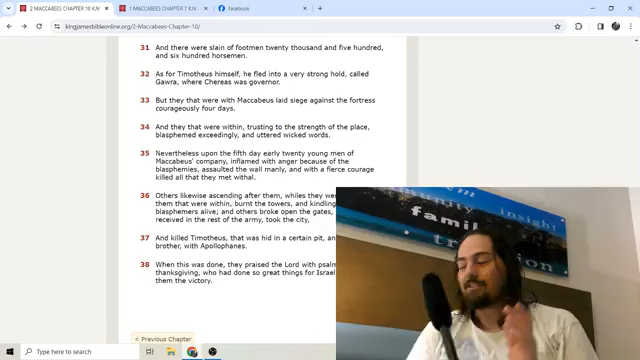 2 MACCABEES CHAPTER 10 KJV
1 MACCABEES CHAPTER 7 KJV
Facebook
kingjamesbibleonline.org/2-Maccabees-Chapter-10/
31 And there were slain of footmen twenty thousand and five hundred,
and six hundred horsemen.
32 As for Timotheus himself, he fled into a very strong hold, called
Gawra, where Chereas was governor.
33 But they that were with Maccabeus laid siege against the fortress
courageously four days.
34 And they that were within, trusting to the strength of the place,
blasphemed exceedingly, and uttered wicked words.
35 Nevertheless upon the fifth day early twenty young men of
Maccabeus' company, inflamed with anger because of the
blasphemies, assaulted the wall manly, and with a fierce courage
killed all that they met withal.
36 Others likewise ascending after them, whiles they we
them that were within, burnt the towers, and kindling
blasphemers alive; and others broke open the gates,
received in the rest of the army, took the city,
37 And killed Timotheus, that was hid in a certain pit, an
brother, with Apollophanes.
38 When this was done, they praised the Lord with psalm
thanksgiving, who had done so great things for Israel
them the victory.
< Previous Chapter
Type here to search
insight
family